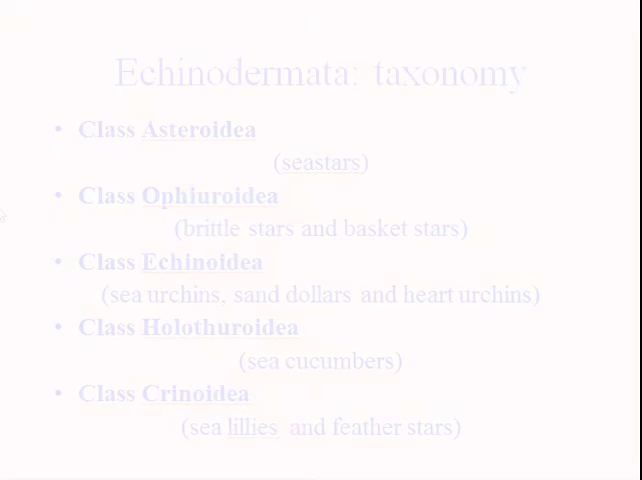 Echinodermata: taxonomy
• Class Asteroidea
(seastars)
• Class Ophiuroidea
(brittle stars and basket stars)
• Class Echinoidea
(sea urchins, sand dollars and heart urchins)
• Class Holothuroidea
(sea cucumbers)
• Class Crinoidea
(sea lillies and feather stars)